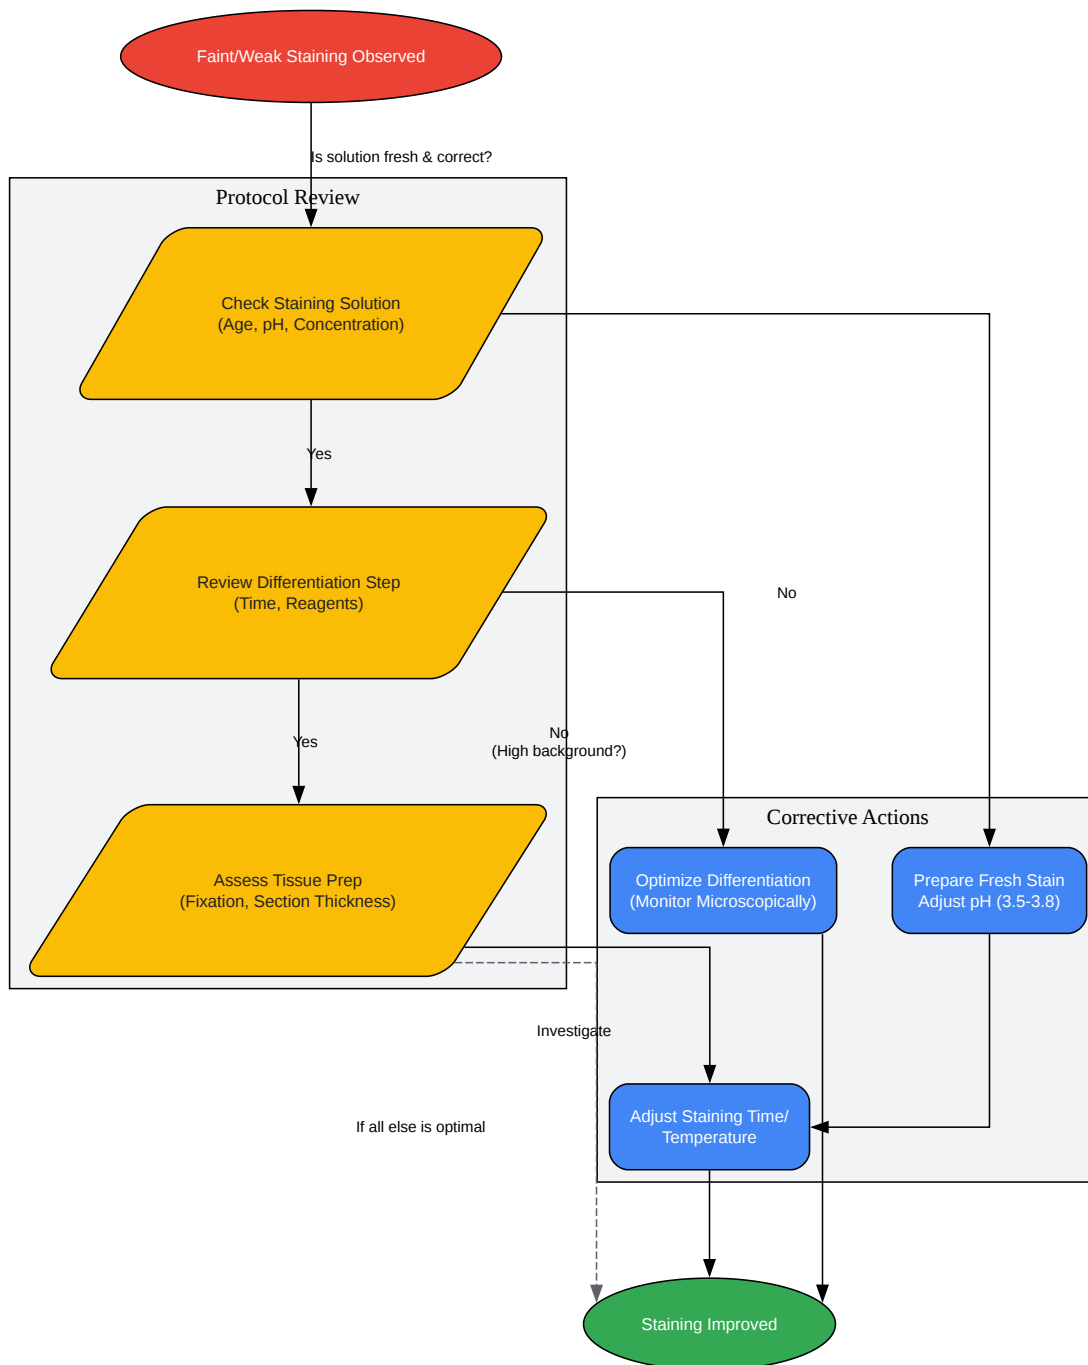 Faint/Weak Staining Observed
Is solution fresh & correct?
Protocol Review
Check Staining Solution
(Age, pH, Concentration)
Yes
Review Differentiation Step
(Time, Reagents)
No
Yes
No
(High background?)
Corrective Actions
Assess Tissue Prep
(Fixation, Section Thickness)
Optimize Differentiation
(Monitor Microscopically)
Prepare Fresh Stain
Adjust pH (3.5-3.8)
Investigate
If all else is optimal
Adjust Staining Time/
Temperature
Staining Improved